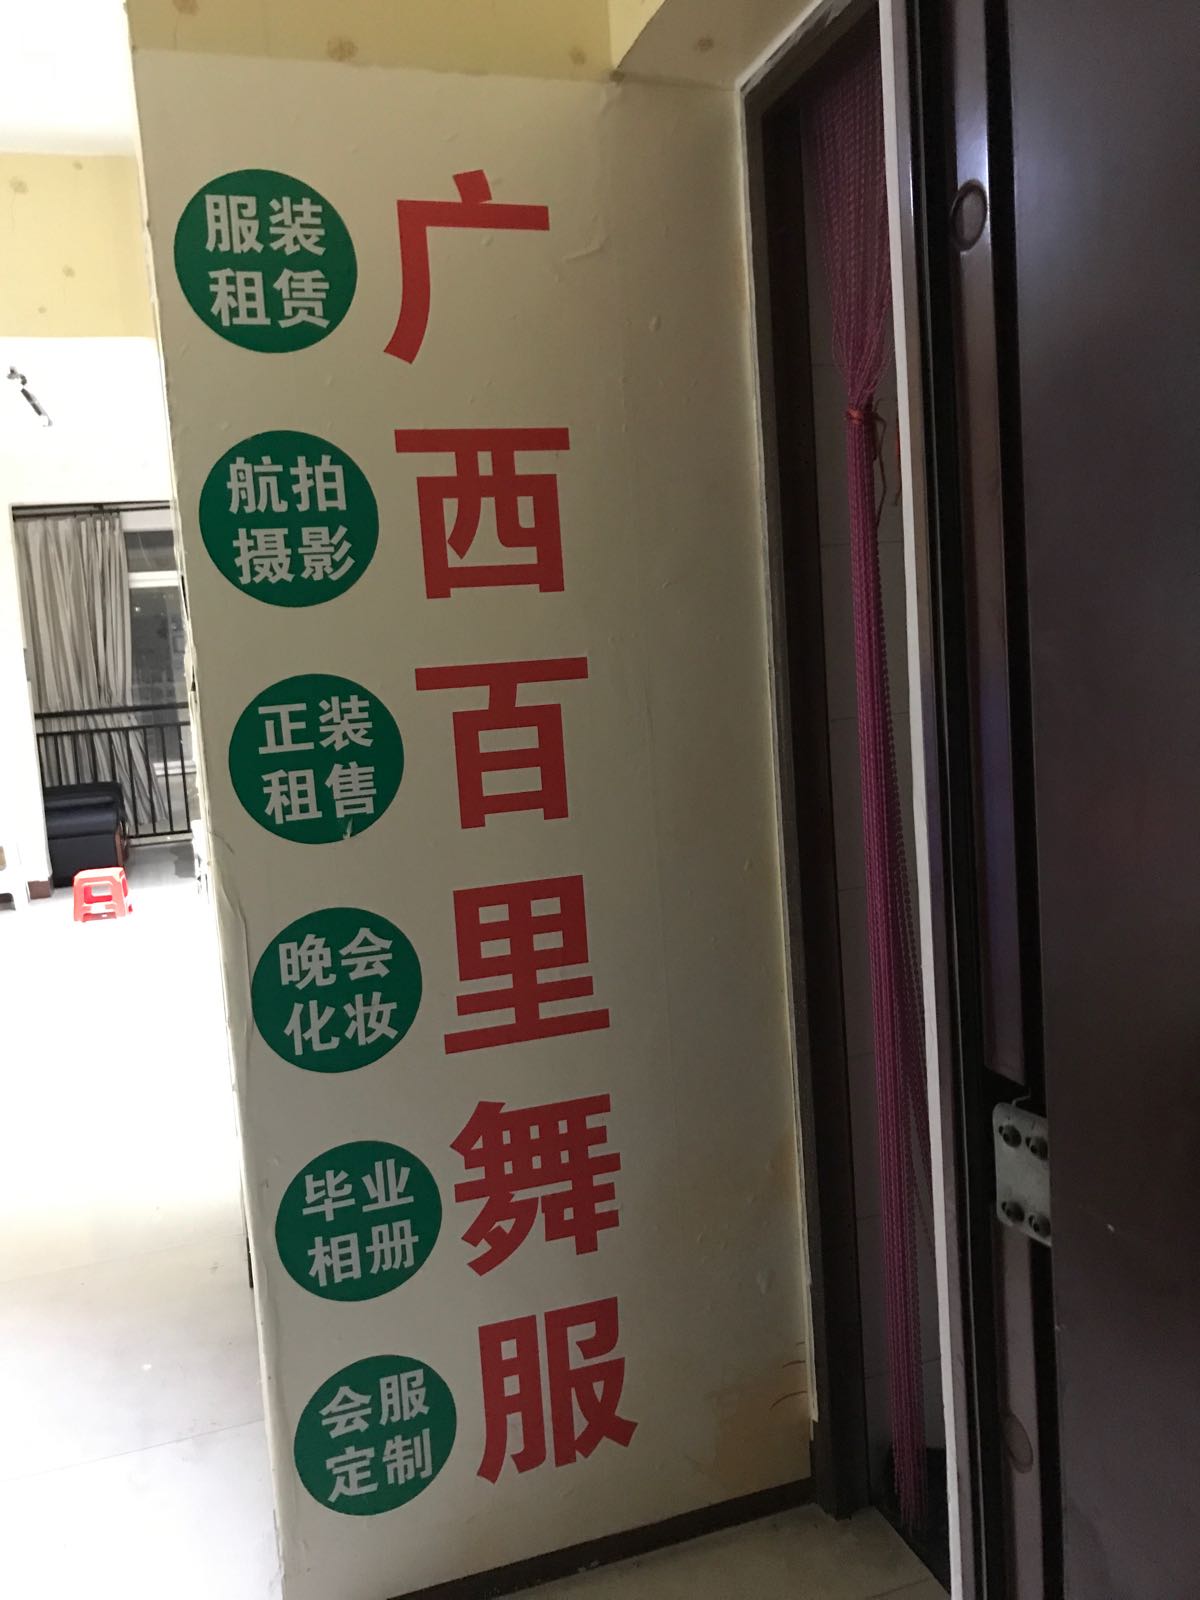 广西百里舞服
服装
租赁
航拍
摄影
正装
租售
晚会
化妆
毕业
相册
会服
定制